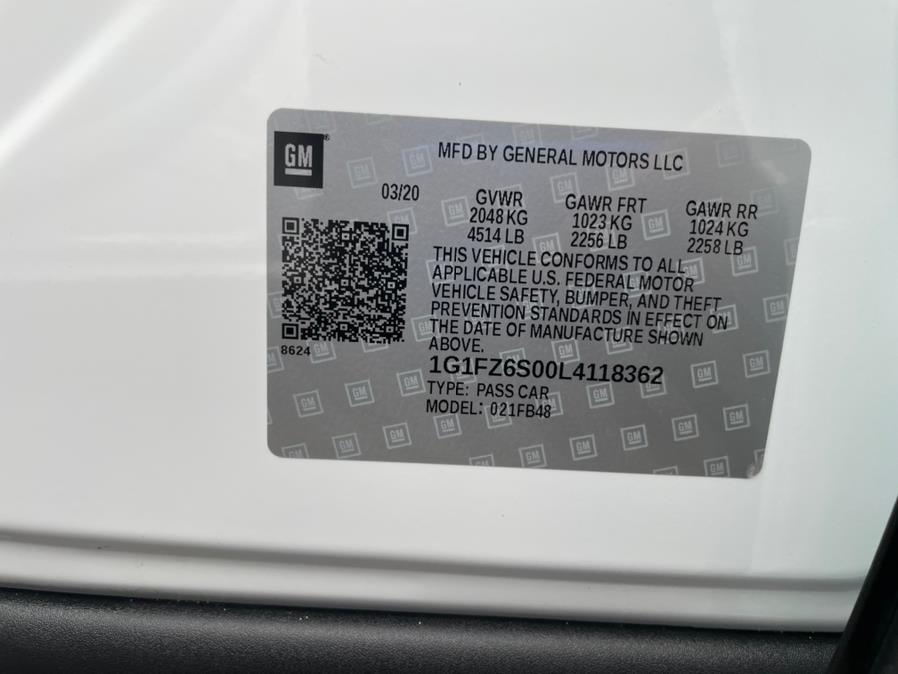 GM
MFD BY GENERAL MOTORS LLC
03/20
GVWR
2048 KG
4514 LB
GAWR FRT
1023 KG
2256 LB
GAWR RR
1024 KG
2258 LB
THIS VEHICLE CONFORMS TO ALL
APPLICABLE U.S. FEDERAL MOTOR
VEHICLE SAFETY, BUMPER, AND THEFT
PREVENTION STANDARDS IN EFFECT ON
THE DATE OF MANUFACTURE SHOWN
ABOVE.
8624
1G1FZ6S00L4118362
TYPE: PASS CAR
MODEL: 021FB48